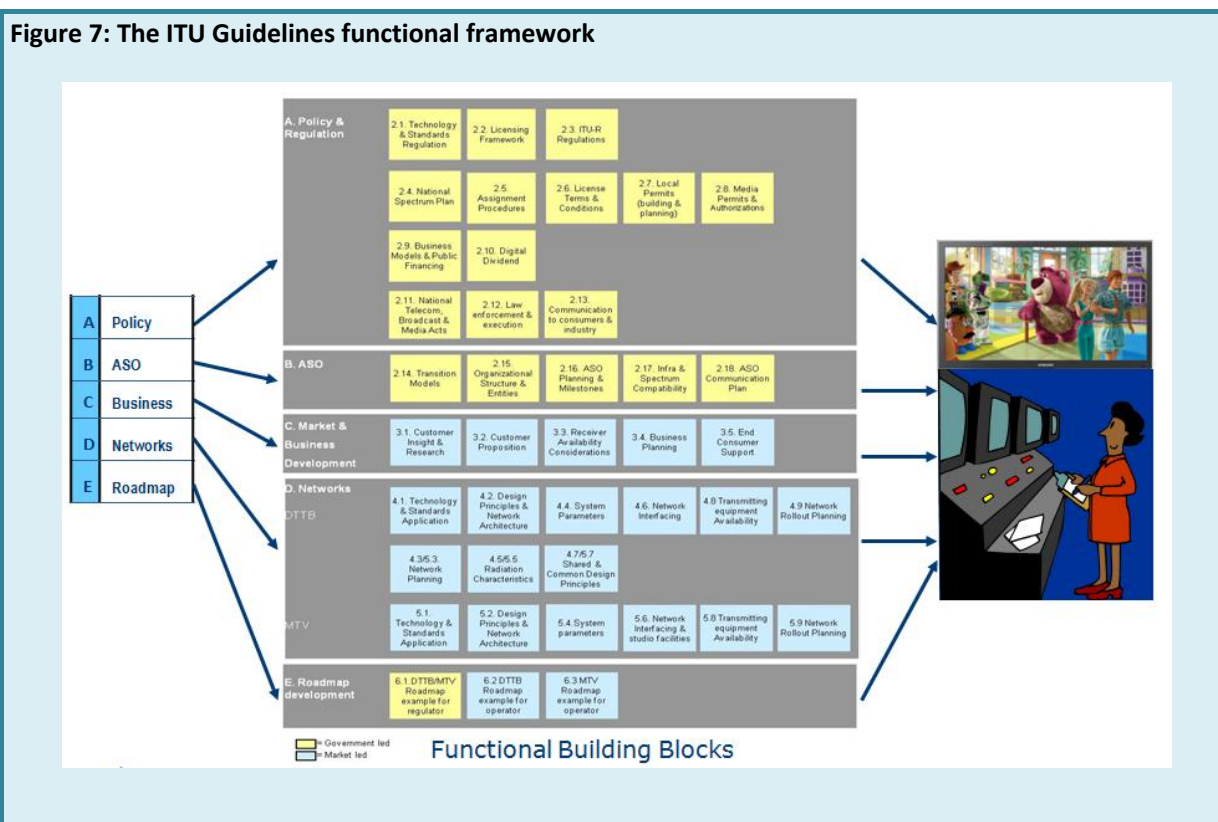 Figure 7: The ITU Guidelines functional framework
A Policy
B ASO
C Business
D Networks
E Roadmap
A. Policy &
Regulation
2.1. Technology
& Standards
Regulation
2.2. Licensing
Framework
2.3. ITU-R
Regulations
2.4. National
Spectrum Plan
2.5.
Assignment
Procedures
2.6. License
Terms &
Conditions
2.7. Local
Permits
(building &
planning)
2.8. Media
Permits &
Authorizations
2.9. Business
Models & Public
Financing
2.10. Digital
Dividend
2.11. National
Telecom,
Broadcast &
Media Acts
2.12. Law
enforcement &
execution
2.13.
Communication
to consumers &
industry
B. ASO
2.14. Transition
Models
2.15.
Organizational
Structure &
Entities
2.16. ASO
Planning &
Milestones
2.17. Infra &
Spectrum
Compatibility
2.18. ASO
Communication
Plan
C. Market &
Business
Development
3.1. Customer
Insight &
Research
3.2. Customer
Proposition
3.3. Receiver
Availability
Considerations
3.4. Business
Planning
3.5. End
Consumer
Support
D. Networks
DTTB
4.1. Technology
& Standards
Application
4.2. Design
Principles &
Network
Architecture
4.4. System
Parameters
4.6. Network
Interfacing
4.8 Transmitting
equipment
Availability
4.9 Network
Rollout Planning
4.3/5.3.
Network
Planning
4.5/5.5
Radiation
Characteristics
4.7/5.7
Shared &
Common Design
Principles
MTV
5.1.
Technology &
Standards
Application
5.2. Design
Principles &
Network
Architecture
5.4. System
parameters
5.6. Network
Interfacing &
studio facilities
5.8 Transmitting
equipment
Availability
5.9 Network
Rollout Planning
E. Roadmap
development
6.1. DTTB/MTV
Roadmap
example for
regulator
6.2 DTTB
Roadmap
example for
operator
6.3 MTV
Roadmap
example for
operator
= Government led
= Market led
Functional Building Blocks